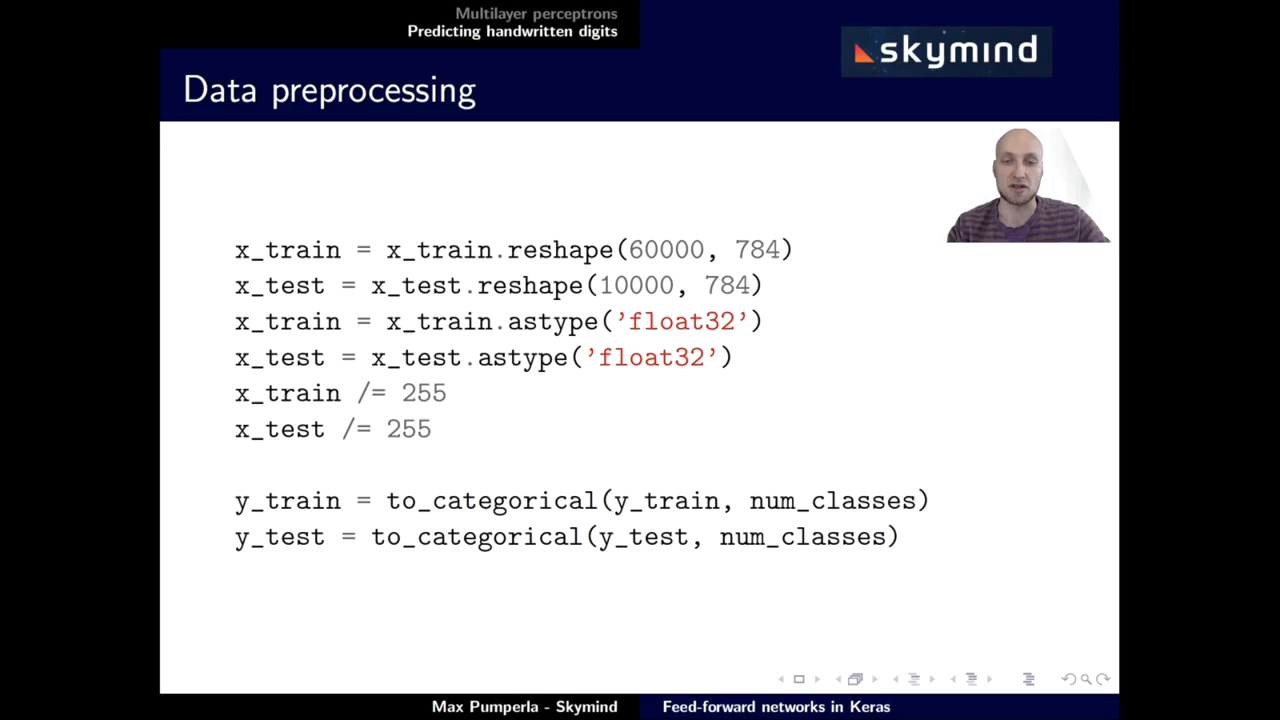 Multilayer perceptrons
Predicting handwritten digits
skymind
Data preprocessing
x_train = x_train.reshape(60000, 784)
x_test = x_test.reshape(10000, 784)
x_train = x_train.astype(’float32’)
x_test = x_test.astype(’float32’)
x_train /= 255
x_test /= 255
y_train = to_categorical(y_train, num_classes)
y_test = to_categorical(y_test, num_classes)
Max Pumperla - Skymind
Feed-forward networks in Keras